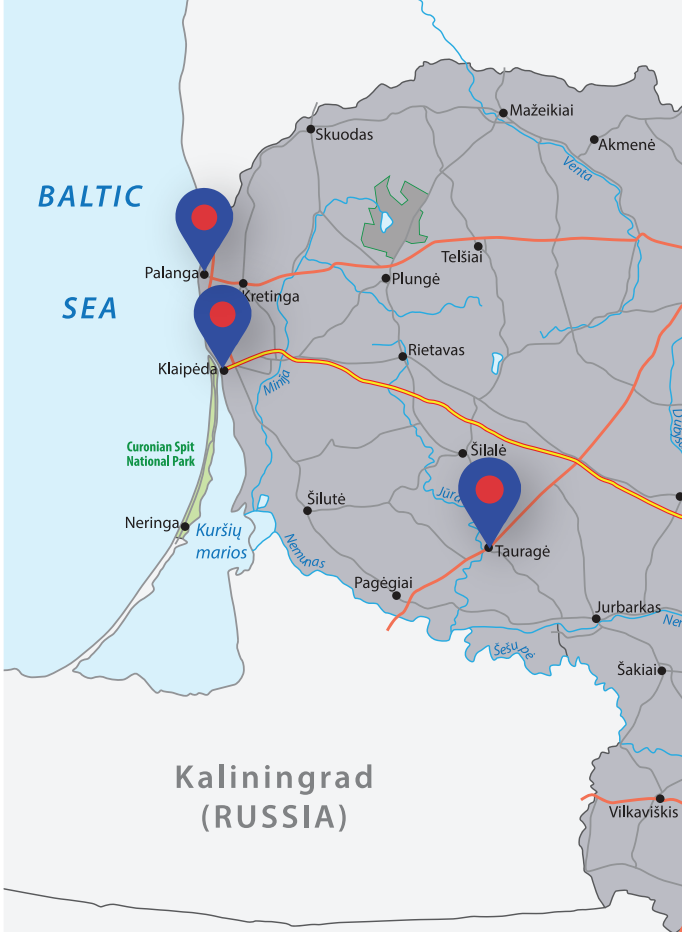 Mažeikiai
Skuodas
Akmenė
Venta
BALTIC
Telšiai
Palanga
Plungė
Kretinga
SEA
Rietavas
Klaipėda
Minija
Curonian Spit
National Park
Šilalė
Jūra
Šilutė
Neringa
Kuršių
marios
Nemunas
Tauragė
Pagėgiai
Jurbarkas
Šešupė
Šakiai
Kaliningrad
(RUSSIA)
Vilkaviškis